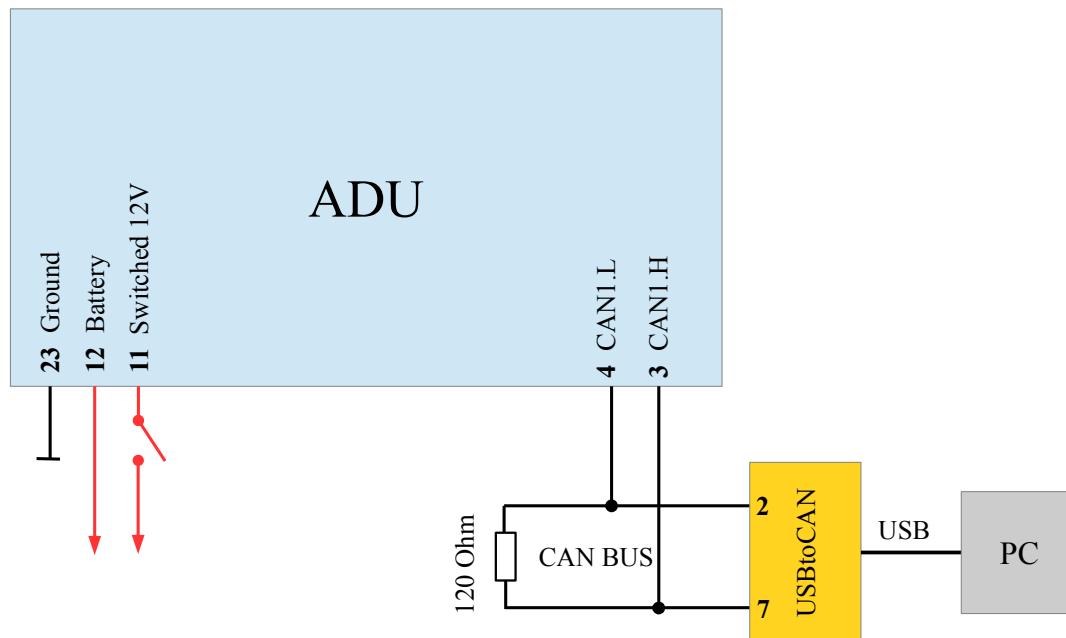 ADU
23 Ground
12 Battery
11 Switched 12V
4 CAN1.L
3 CAN1.H
120 Ohm
CAN BUS
2
7
USBtoCAN
USB
PC